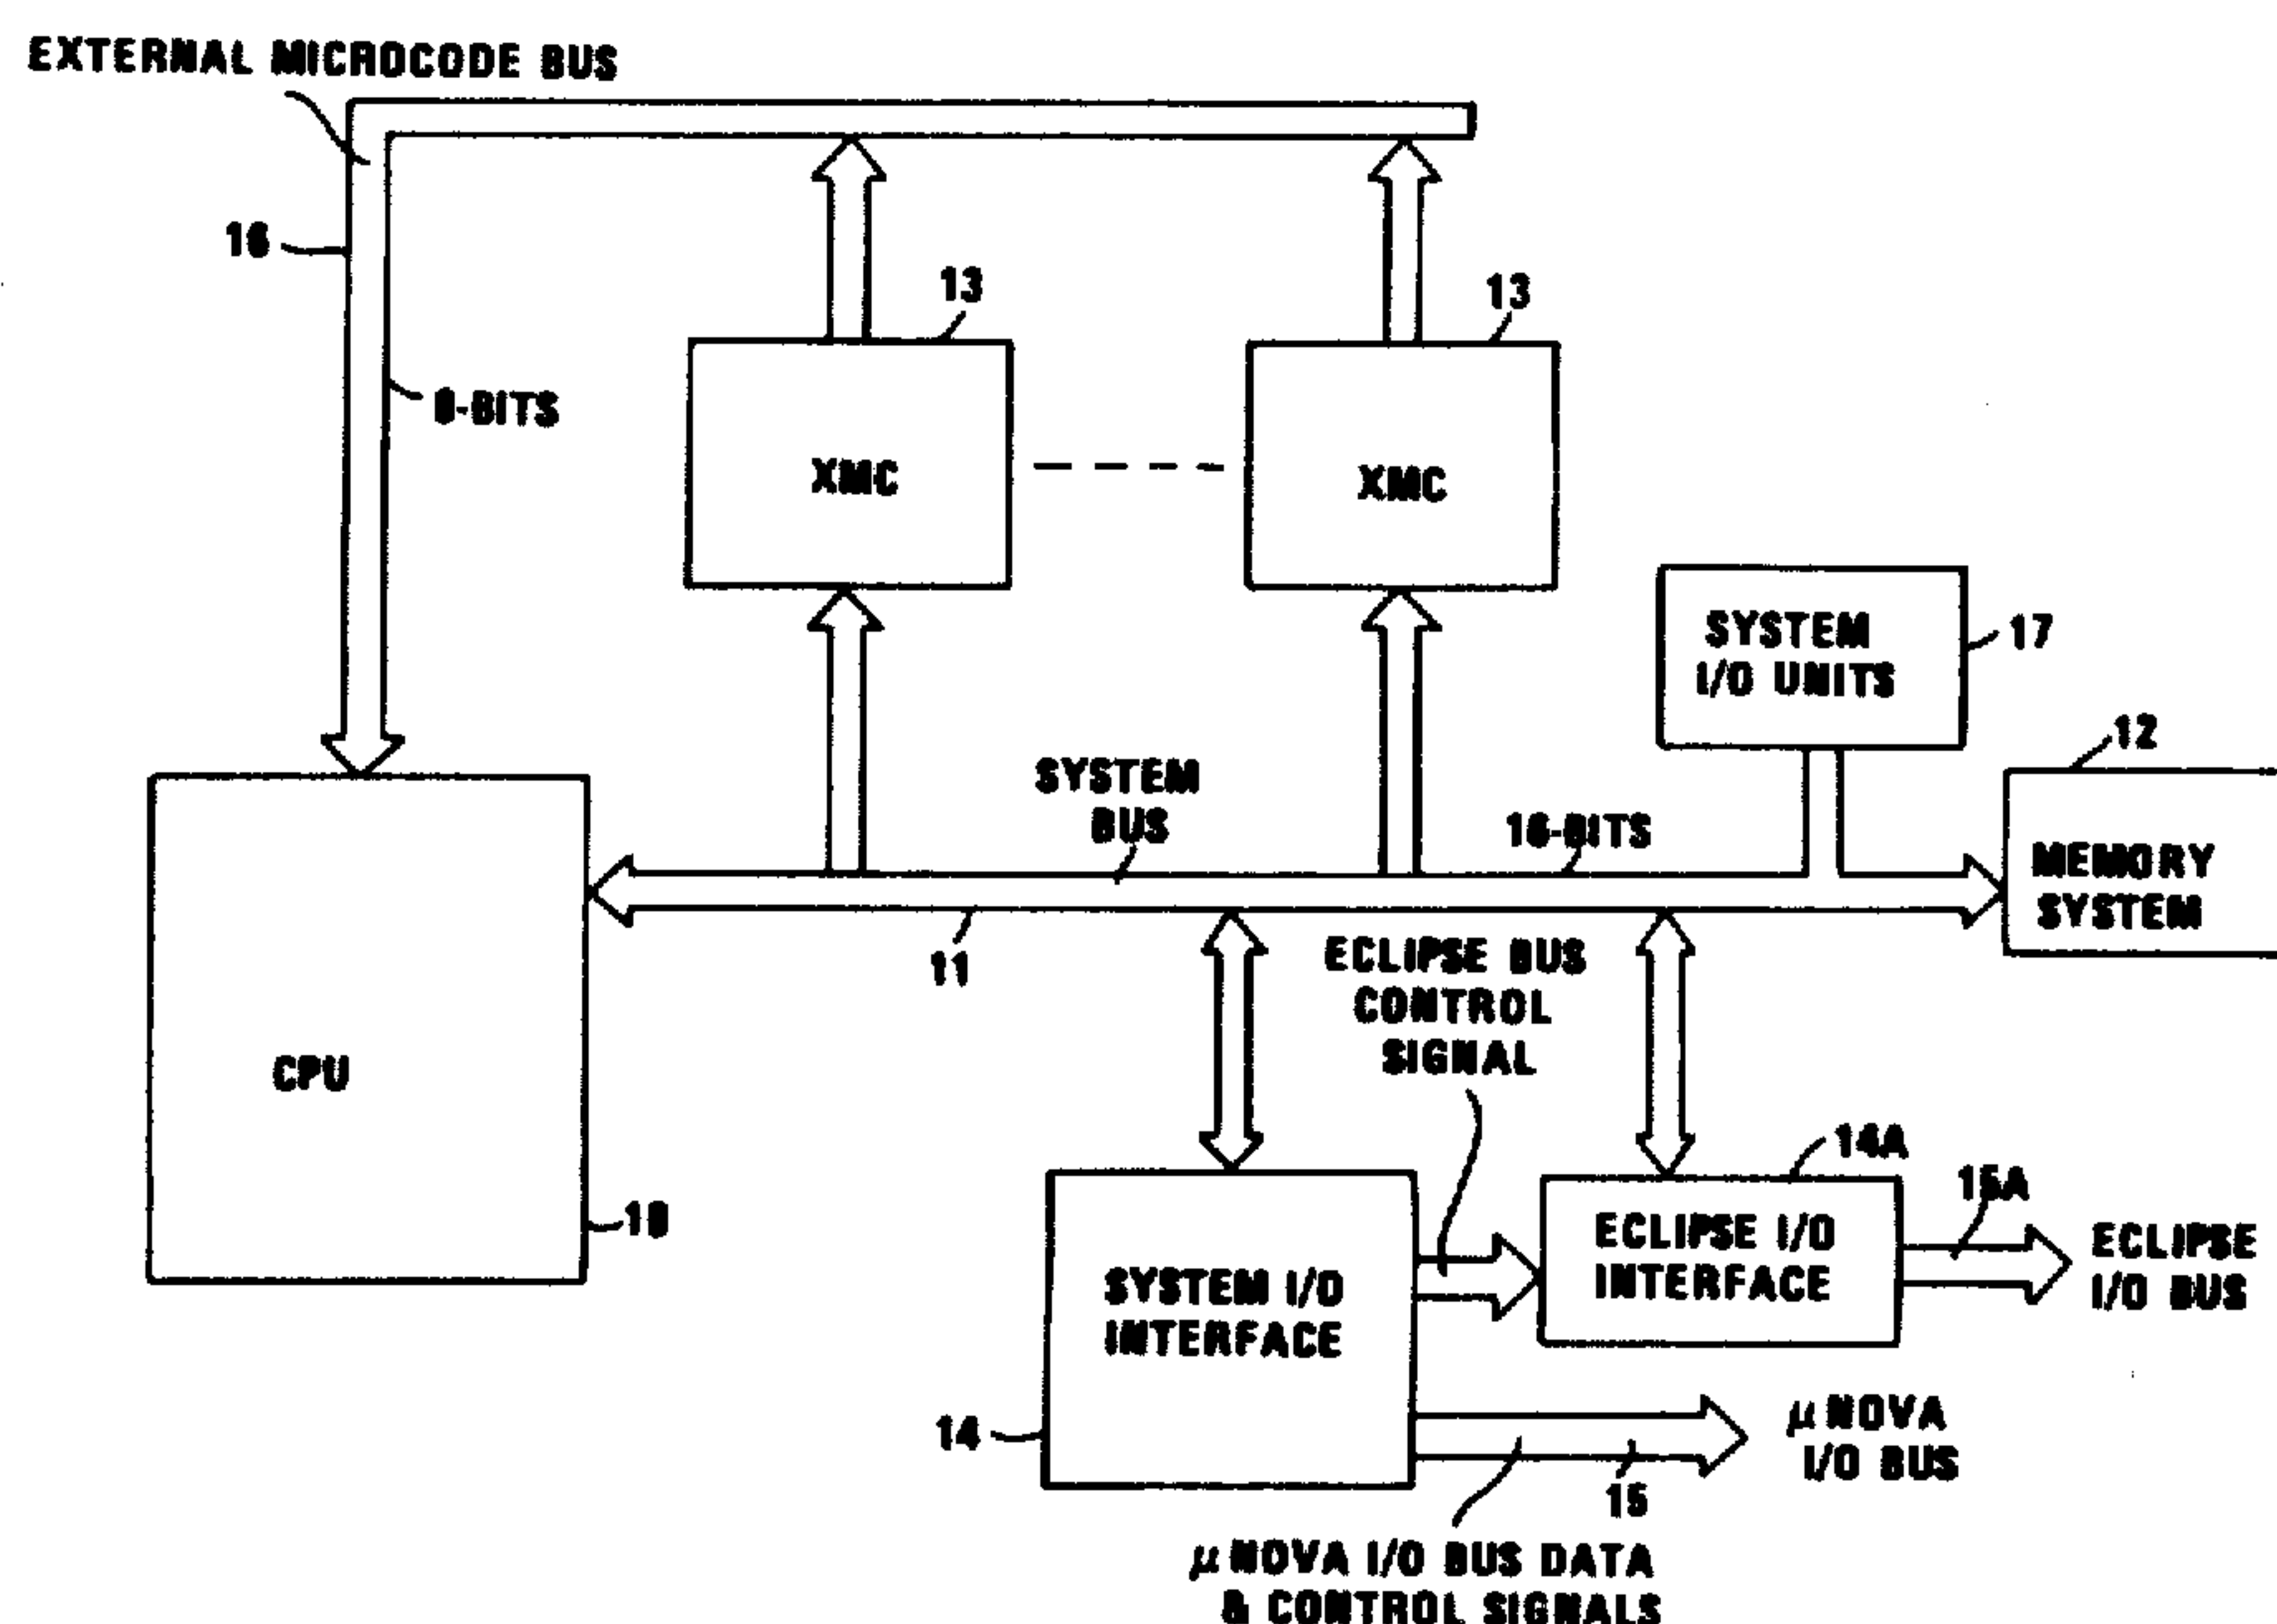 EXTERNAL MICROCODE BUS
16
13
13
8-BITS
XMC
XMC
SYSTEM
I/O UNITS
17
12
SYSTEM
BUS
16-BITS
MEMORY
SYSTEM
11
ECLIPSE BUS
CONTROL
SIGNAL
CPU
10
14A
15A
ECLIPSE I/O
INTERFACE
ECLIPSE
I/O BUS
SYSTEM I/O
INTERFACE
14
μ NOVA
I/O BUS
15
μ NOVA I/O BUS DATA
& CONTROL SIGNALS